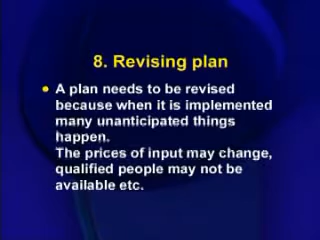 8. Revising plan
A plan needs to be revised
because when it is implemented
many unanticipated things
happen.
The prices of input may change,
qualified people may not be
available etc.